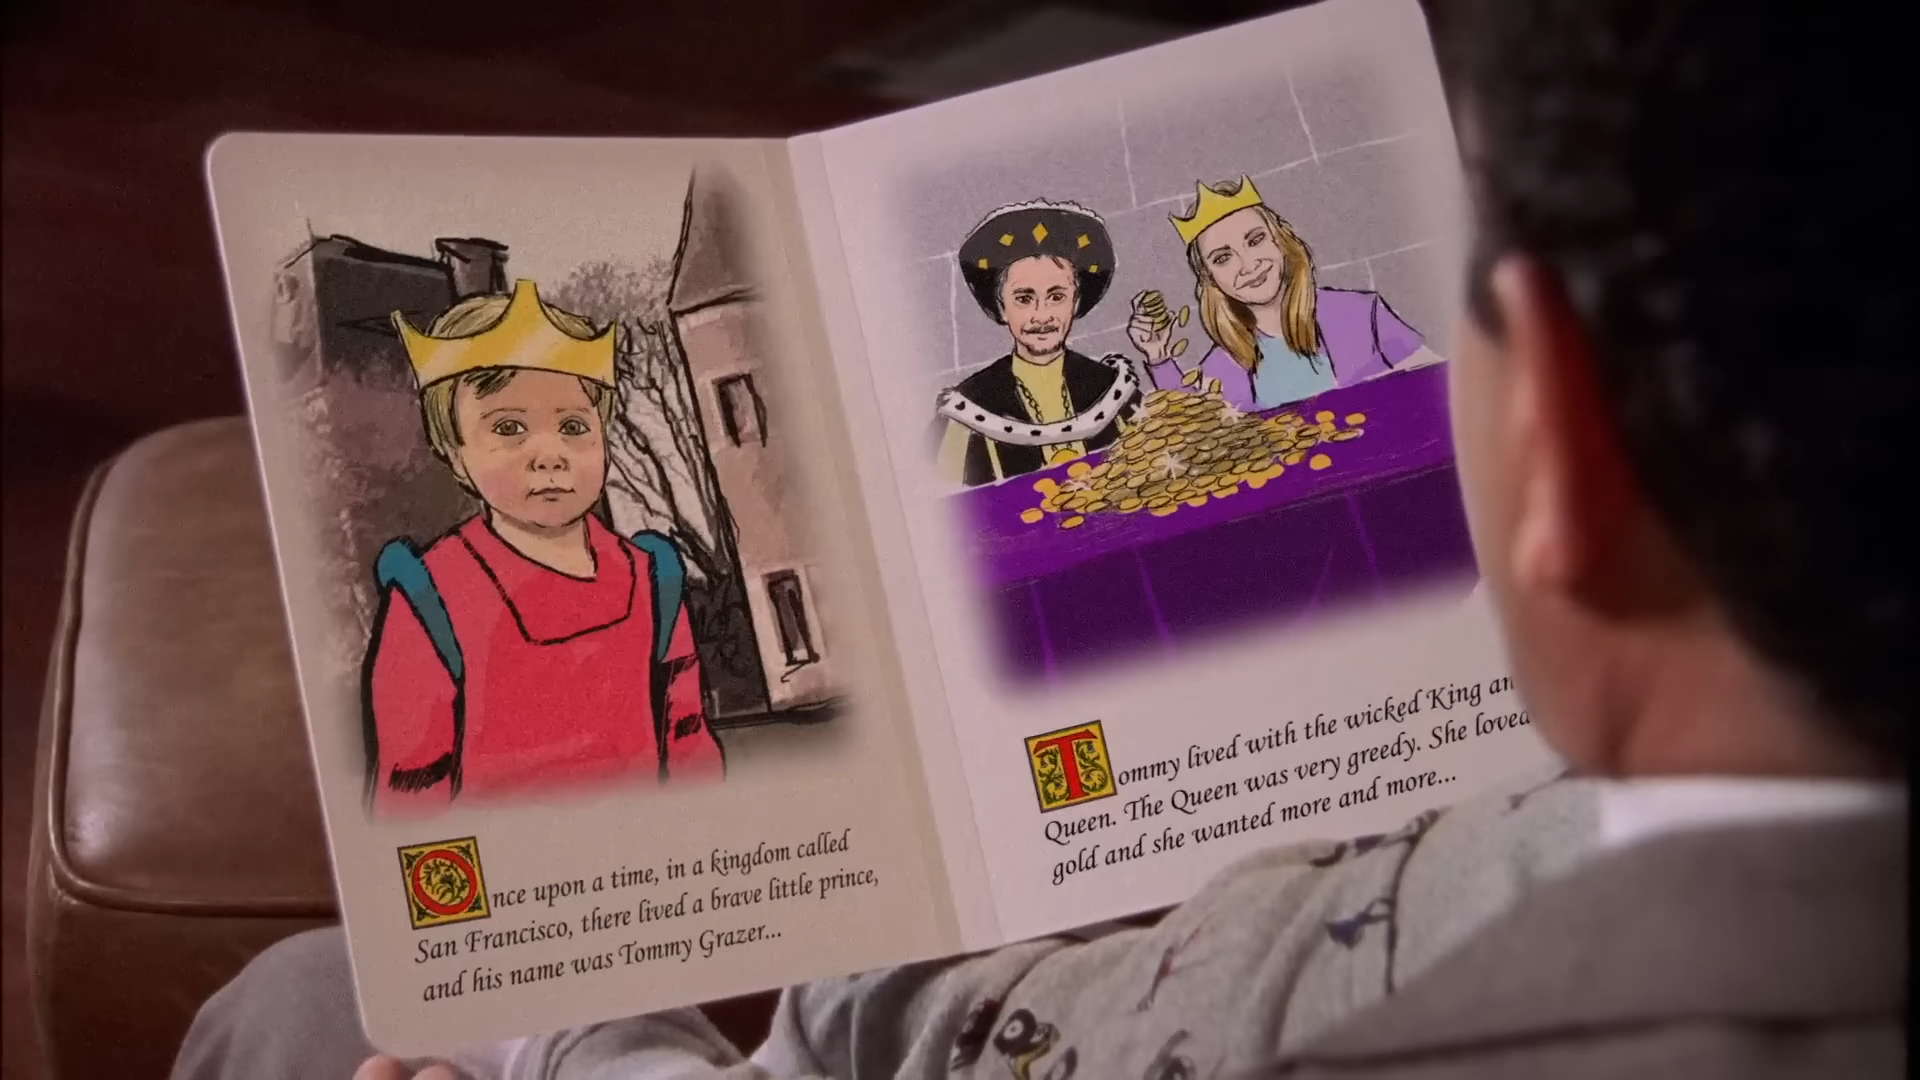 Once upon a time, in a kingdom called
San Francisco, there lived a brave little prince,
and his name was Tommy Grazer...
Tommy lived with the wicked King an
Queen. The Queen was very greedy. She loved
gold and she wanted more and more...